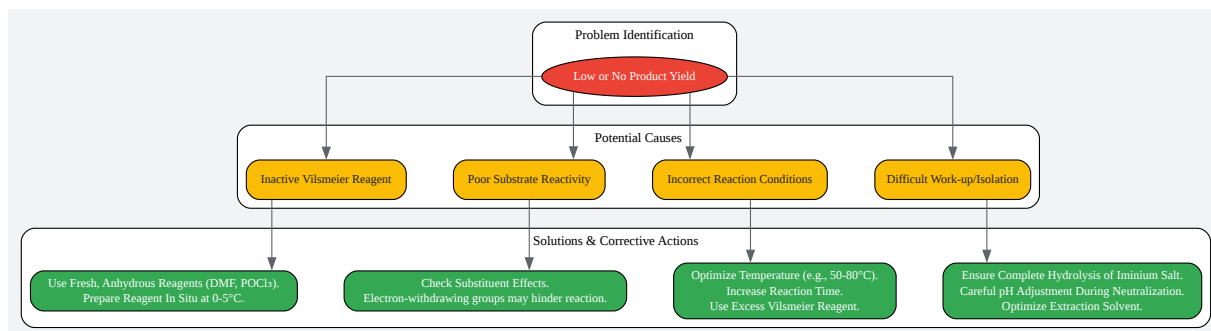 Problem Identification
Low or No Product Yield
Potential Causes
Inactive Vilsmeier Reagent
Poor Substrate Reactivity
Incorrect Reaction Conditions
Difficult Work-up/Isolation
Solutions & Corrective Actions
Use Fresh, Anhydrous Reagents (DMF, POCl₃).
Prepare Reagent In Situ at 0-5°C.
Check Substituent Effects.
Electron-withdrawing groups may hinder reaction.
Optimize Temperature (e.g., 50-80°C).
Increase Reaction Time.
Use Excess Vilsmeier Reagent.
Ensure Complete Hydrolysis of Iminium Salt.
Careful pH Adjustment During Neutralization.
Optimize Extraction Solvent.